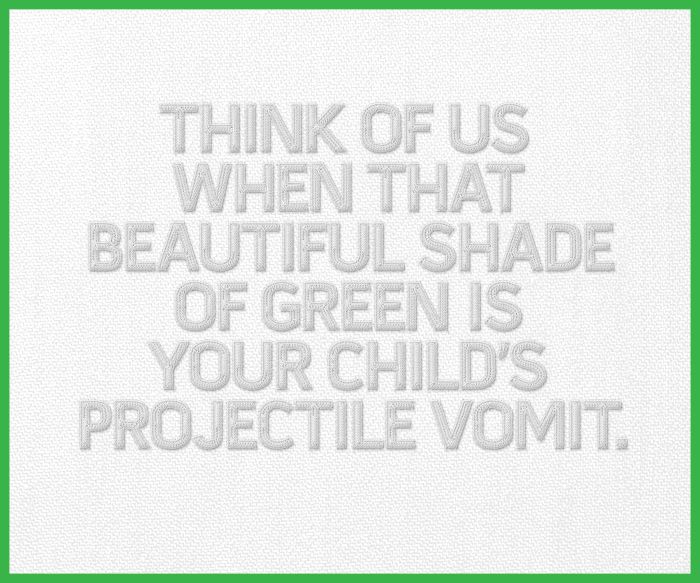 THINK OF US
WHEN THAT
BEAUTIFUL SHADE
OF GREEN IS
YOUR CHILD'S
PROJECTILE VOMIT.